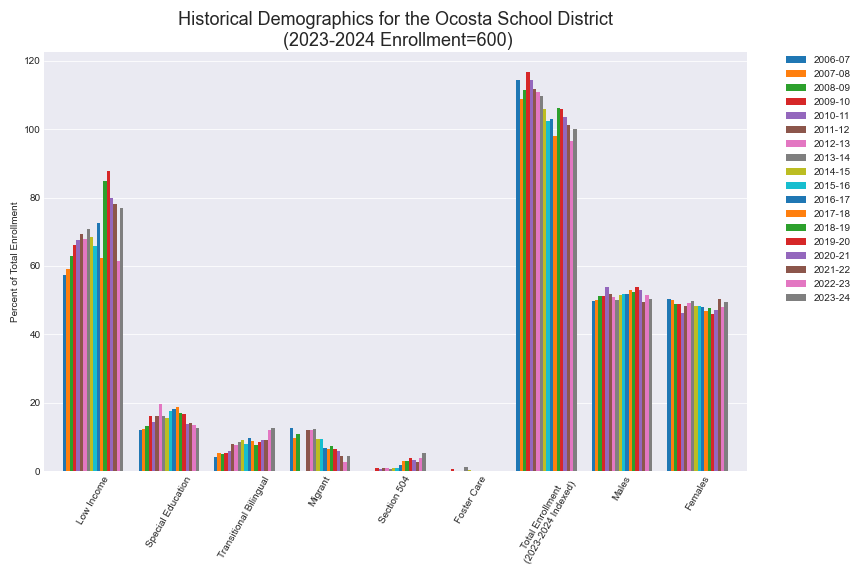 Historical Demographics for the Ocosta School District
(2023-2024 Enrollment=600)
Percent of Total Enrollment
120
100
80
60
40
20
0
Low Income
Special Education
Transitional Bilingual
Migrant
Section 504
Foster Care
Total Enrollment
(2023-2024 Indexed)
Males
Females
2006-07
2007-08
2008-09
2009-10
2010-11
2011-12
2012-13
2013-14
2014-15
2015-16
2016-17
2017-18
2018-19
2019-20
2020-21
2021-22
2022-23
2023-24